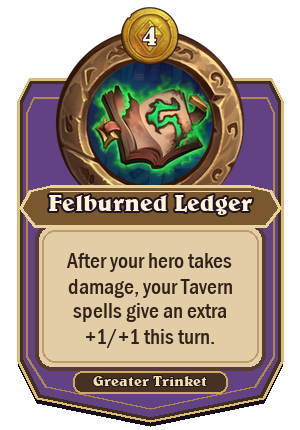 4
Felburned Ledger
After your hero takes
damage, your Tavern
spells give an extra
+1/+1 this turn.
Greater Trinket